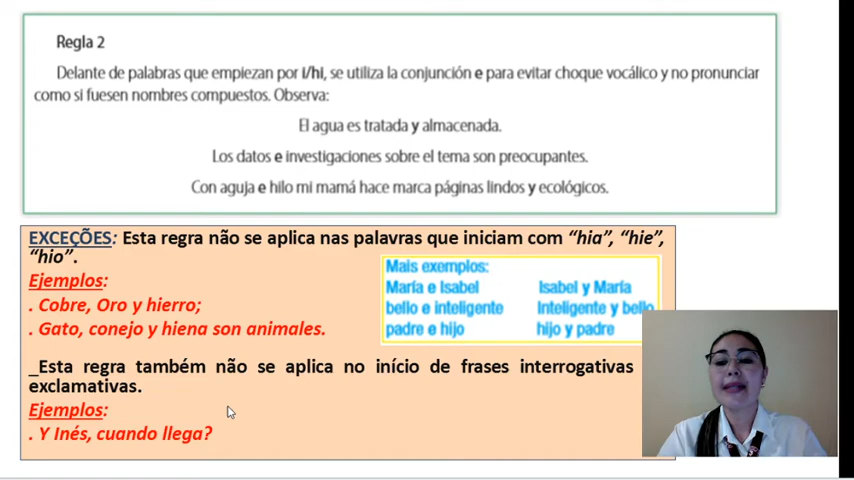 Regla 2
Delante de palabras que empiezan por i/hi, se utiliza la conjunción e para evitar choque vocálico y no pronunciar
como si fuesen nombres compuestos. Observa:
El agua es tratada y almacenada.
Los datos e investigaciones sobre el tema son preocupantes.
Con aguja e hilo mi mamá hace marca páginas lindos y ecológicos.
EXCEÇÕES: Esta regra não se aplica nas palavras que iniciam com “hia”, “hie”,
“hio”.
Ejemplos:
. Cobre, Oro y hierro;
. Gato, conejo y hiena son animales.
Mais exemplos:
María e Isabel Isabel y María
bello e inteligente Inteligente y bello
padre e hijo hijo y padre
_Esta regra também não se aplica no início de frases interrogativas
exclamativas.
Ejemplos:
. Y Inés, cuando llega?